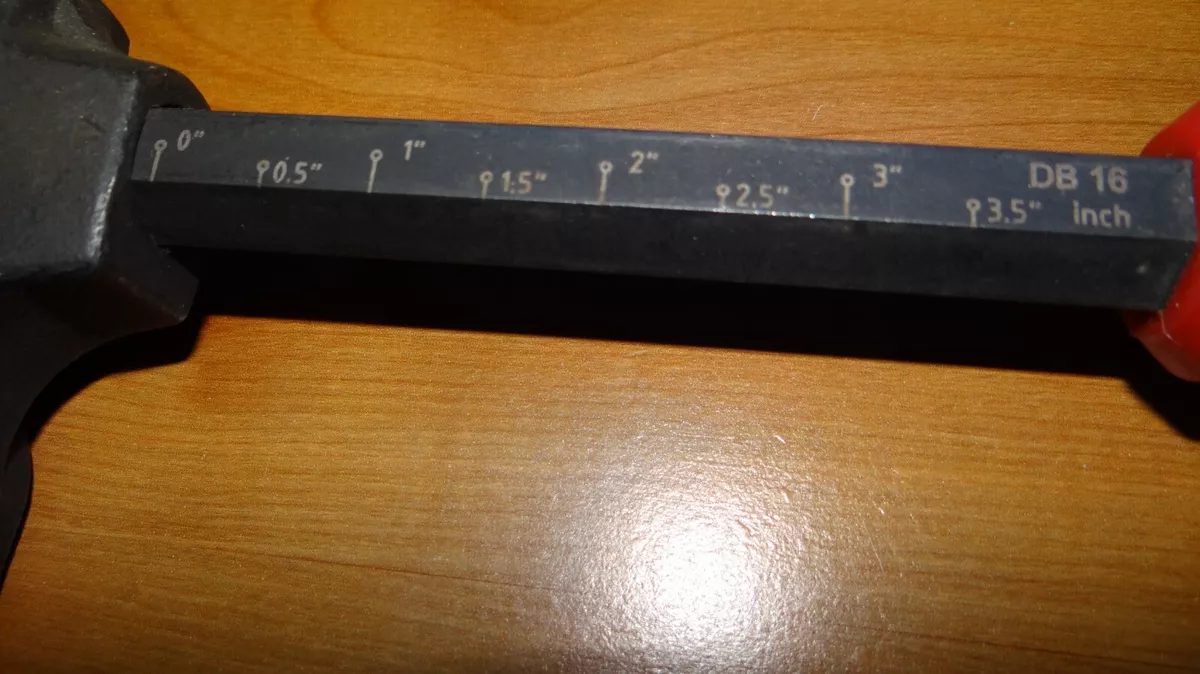 0" 1" 2" 3" DB 16
0.5" 1.5" 2.5" 3.5" inch